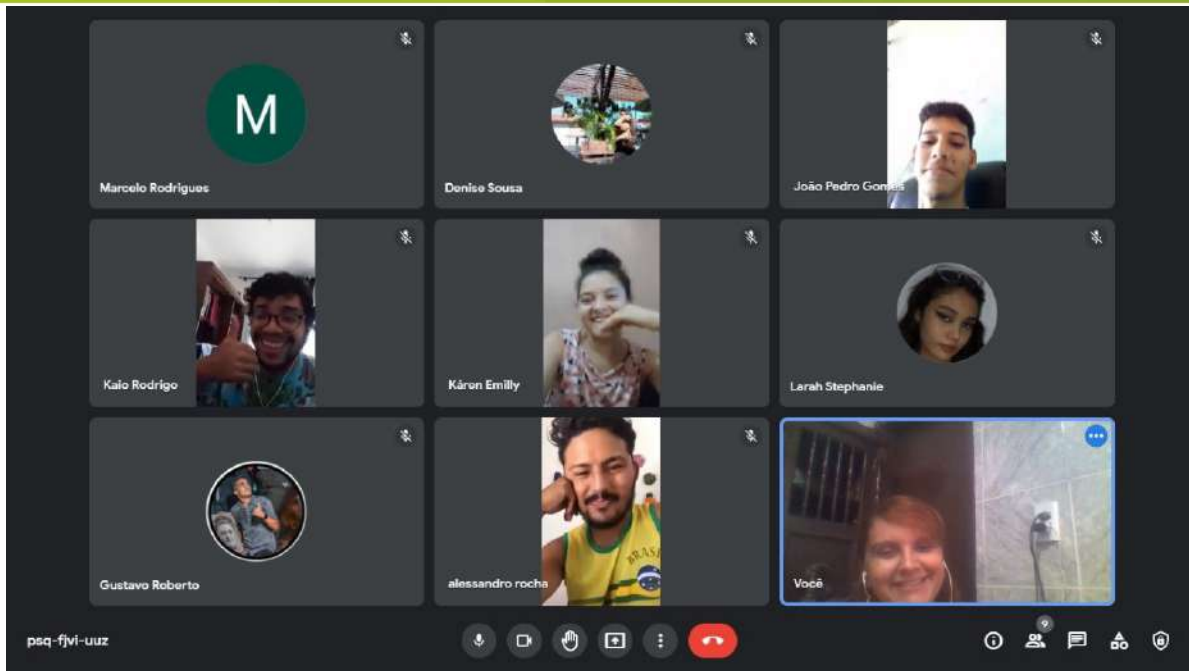 M
Marcelo Rodrigues
Denise Sousa
João Pedro Gomes
Kaio Rodrigo
Káren Emilly
Larah Stephanie
Gustavo Roberto
alessandro rocha
BRASI
Você
psq-fjvi-uuz
9